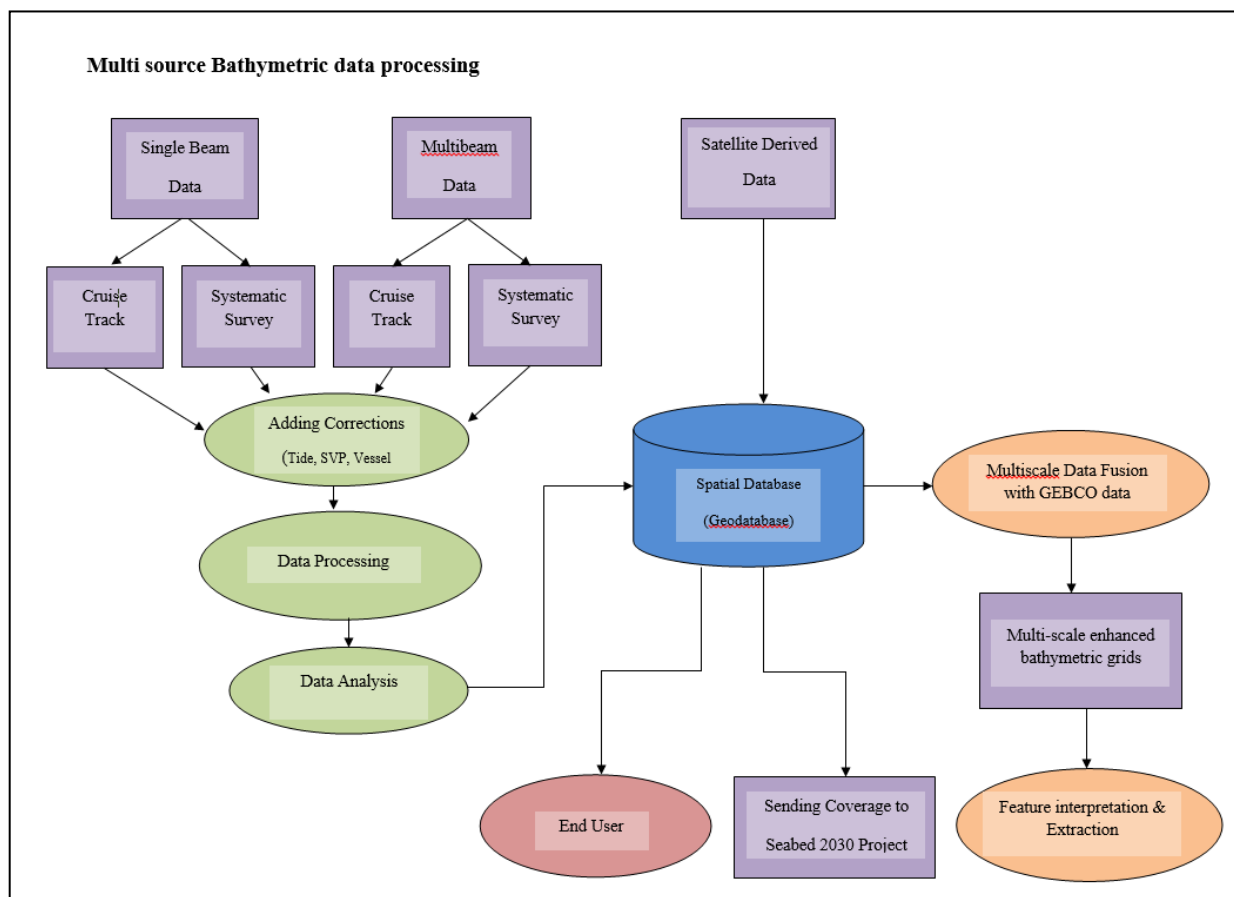 Multi source Bathymetric data processing
Single Beam
Data
Multibeam
Data
Satellite Derived
Data
Cruise
Track
Systematic
Survey
Cruise
Track
Systematic
Survey
Adding Corrections
(Tide, SVP, Vessel
Data Processing
Data Analysis
Spatial Database
(Geodatabase)
Multiscale Data Fusion
with GEBCO data
Multi-scale enhanced
bathymetric grids
Feature interpretation &
Extraction
End User
Sending Coverage to
Seabed 2030 Project